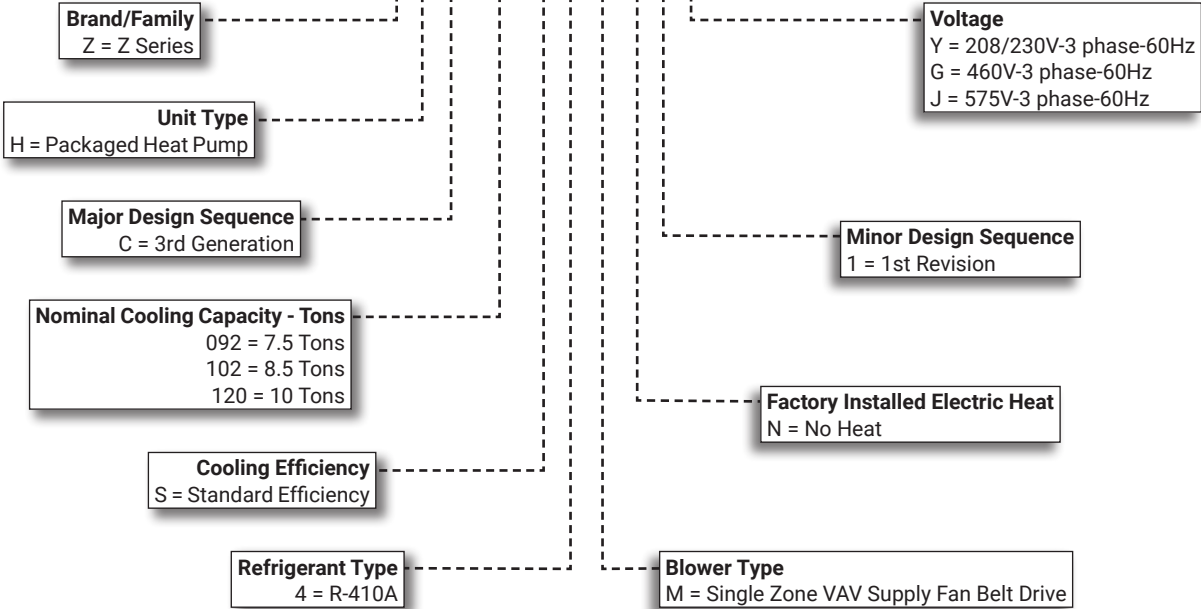 Brand/Family
Z = Z Series
Unit Type
H = Packaged Heat Pump
Major Design Sequence
C = 3rd Generation
Nominal Cooling Capacity - Tons
092 = 7.5 Tons
102 = 8.5 Tons
120 = 10 Tons
Cooling Efficiency
S = Standard Efficiency
Refrigerant Type
4 = R-410A
Blower Type
M = Single Zone VAV Supply Fan Belt Drive
Factory Installed Electric Heat
N = No Heat
Minor Design Sequence
1 = 1st Revision
Voltage
Y = 208/230V-3 phase-60Hz
G = 460V-3 phase-60Hz
J = 575V-3 phase-60Hz